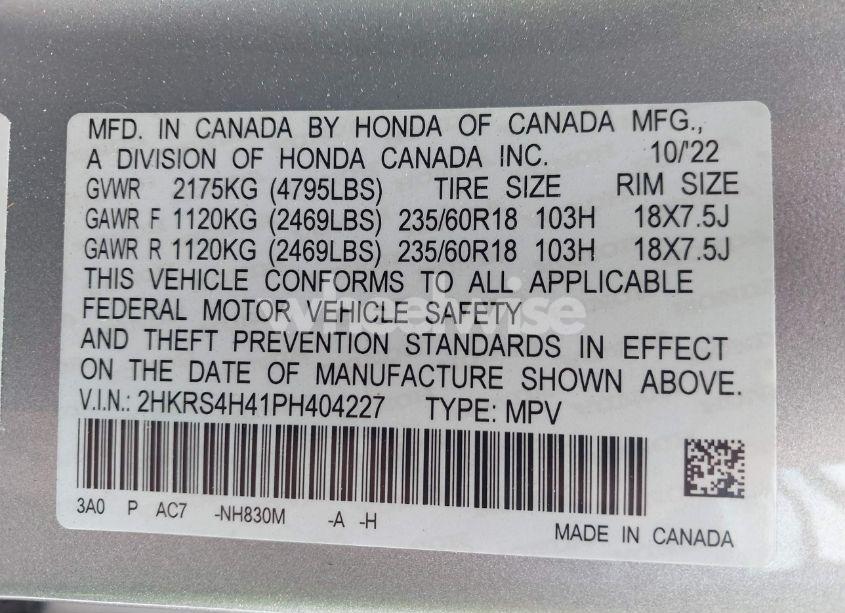 MFD. IN CANADA BY HONDA OF CANADA MFG.,
A DIVISION OF HONDA CANADA INC. 10/'22
GVWR 2175KG (4795LBS) TIRE SIZE RIM SIZE
GAWR F 1120KG (2469LBS) 235/60R18 103H 18X7.5J
GAWR R 1120KG (2469LBS) 235/60R18 103H 18X7.5J
THIS VEHICLE CONFORMS TO ALL APPLICABLE
FEDERAL MOTOR VEHICLE SAFETY
wheelwise
AND THEFT PREVENTION STANDARDS IN EFFECT
ON THE DATE OF MANUFACTURE SHOWN ABOVE.
V.I.N.: 2HKRS4H41PH404227 TYPE: MPV
3A0 P AC7 -NH830M -A -H
MADE IN CANADA